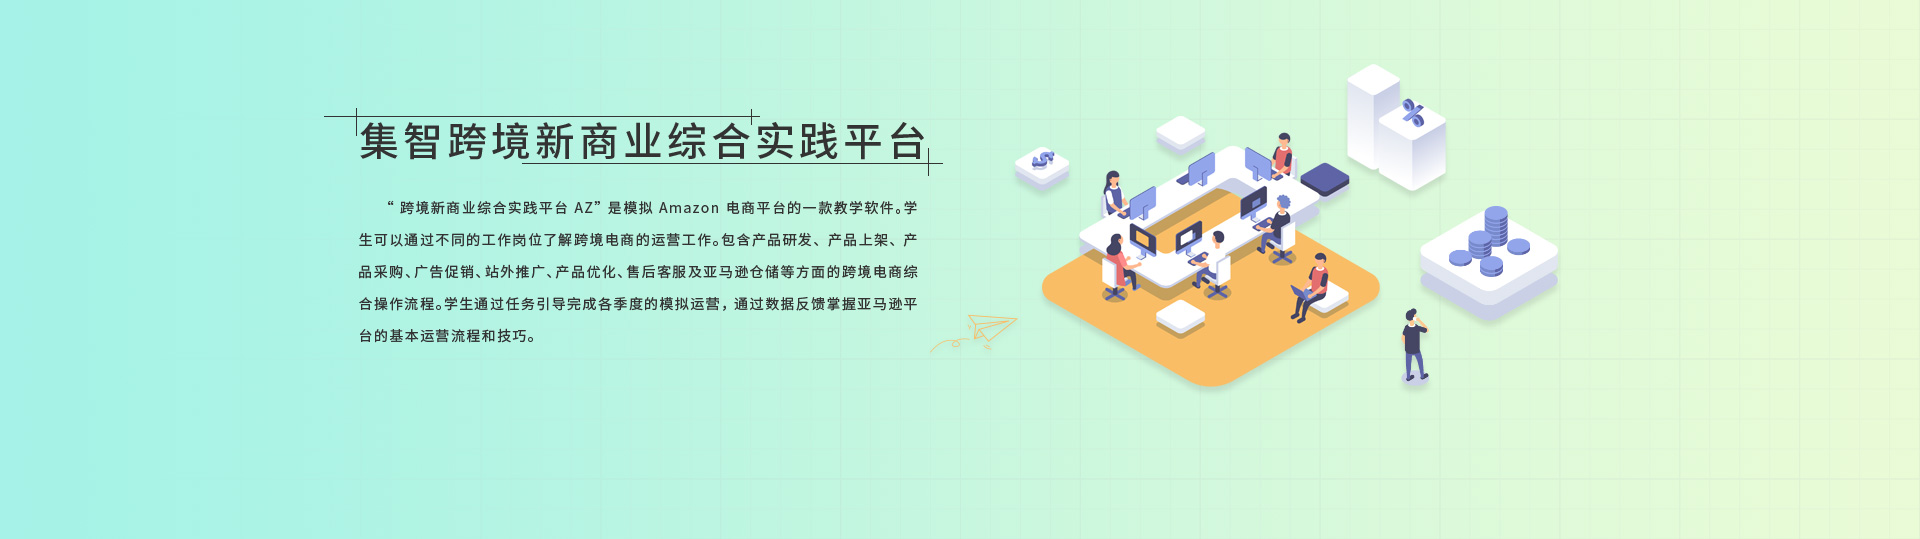 集智跨境新商业综合实践平台
“ 跨境新商业综合实践平台 AZ” 是模拟 Amazon 电商平台的一款教学软件。学
生可以通过不同的工作岗位了解跨境电商的运营工作。包含产品研发、产品上架、产
品采购、广告促销、站外推广、产品优化、售后客服及亚马逊仓储等方面的跨境电商综
合操作流程。学生通过任务引导完成各季度的模拟运营，通过数据反馈掌握亚马逊平
台的基本运营流程和技巧。